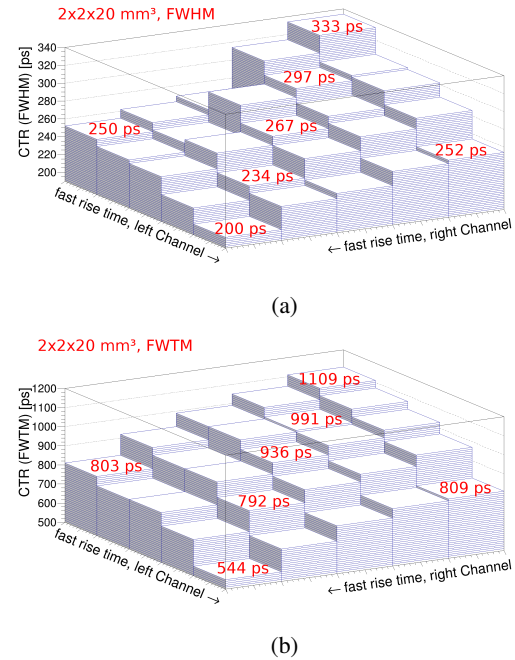 2x2x20 mm³, FWHM
CTR (FWHM) [ps]
340
320
300
280
260
240
220
200
333 ps
297 ps
267 ps
250 ps
252 ps
234 ps
200 ps
fast rise time, left Channel →
← fast rise time, right Channel
(a)
2x2x20 mm³, FWTM
CTR (FWTM) [ps]
1200
1100
1000
900
800
700
600
500
1109 ps
991 ps
936 ps
803 ps
809 ps
792 ps
544 ps
fast rise time, left Channel →
← fast rise time, right Channel
(b)